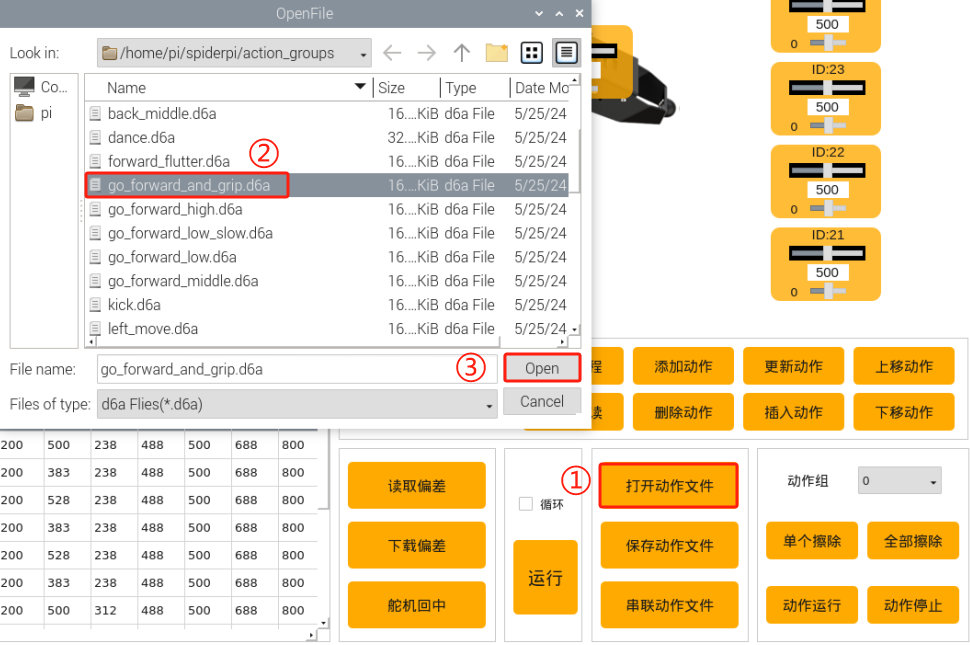 OpenFile
Look in:
/home/pi/spiderpi/action_groups
Co...
pi
Name Size Type Date Mo
back_middle.d6a 16....KiB d6a File 5/25/24
dance.d6a 32....KiB d6a File 5/25/24
forward_flutter.d6a 16....KiB d6a File 5/25/24
②
go_forward_and_grip.d6a 16....KiB d6a File 5/25/24
go_forward_high.d6a 16....KiB d6a File 5/25/24
go_forward_low_slow.d6a 16....KiB d6a File 5/25/24
go_forward_low.d6a 16....KiB d6a File 5/25/24
go_forward_middle.d6a 16....KiB d6a File 5/25/24
kick.d6a 16....KiB d6a File 5/25/24
left_move.d6a 16....KiB d6a File 5/25/24
File name: go_forward_and_grip.d6a ③ Open
Files of type: d6a Flies(*.d6a) Cancel
500
0
ID:23
500
0
ID:22
500
0
ID:21
500
0
程 添加动作 更新动作 上移动作
删除动作 插入动作 下移动作
200 500 238 488 500 688 800
200 383 238 488 500 688 800
200 528 238 488 500 688 800
200 383 238 488 500 688 800
200 528 238 488 500 688 800
200 383 238 488 500 688 800
200 500 312 488 500 688 800
读取偏差
下载偏差
舵机回中
循环
运行
①
打开动作文件
保存动作文件
串联动作文件
动作组 0
单个擦除 全部擦除
动作运行 动作停止